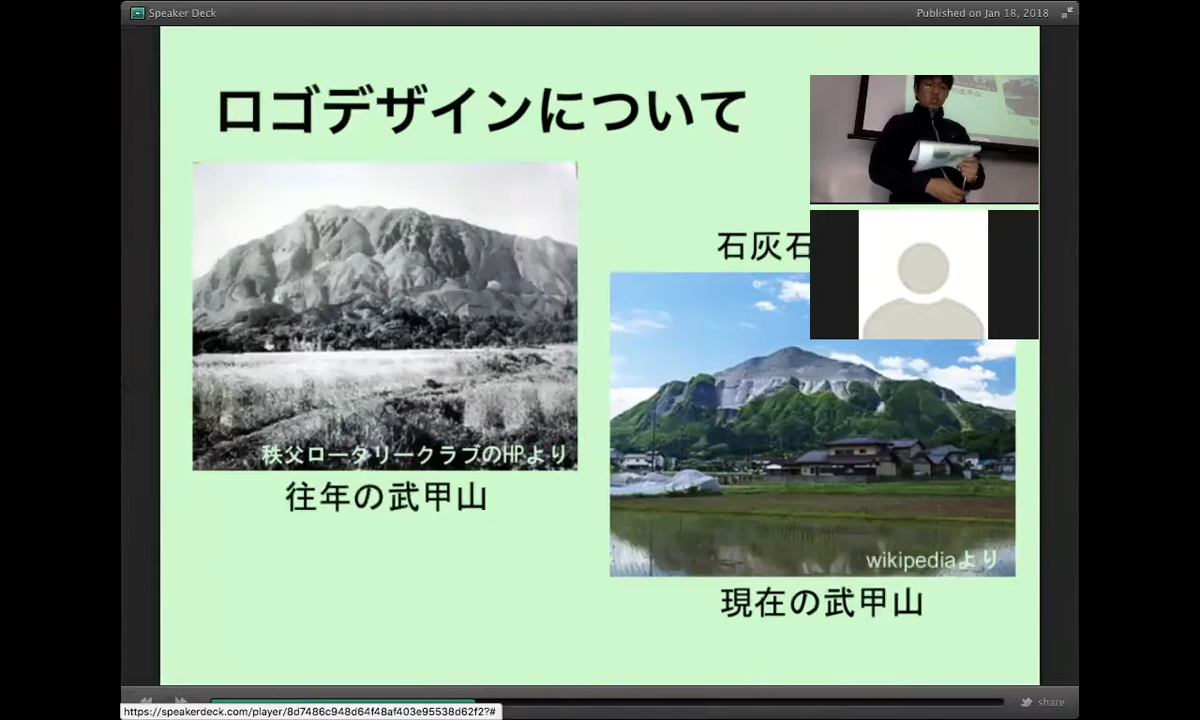 Speaker Deck
Published on Jan 18, 2018
ロゴデザインについて
石灰石
秩父ロータリークラブのHPより
往年の武甲山
wikipediaより
現在の武甲山
share
https://speakerdeck.com/player/8d7486c948d64f48af403e95538d62f2?#